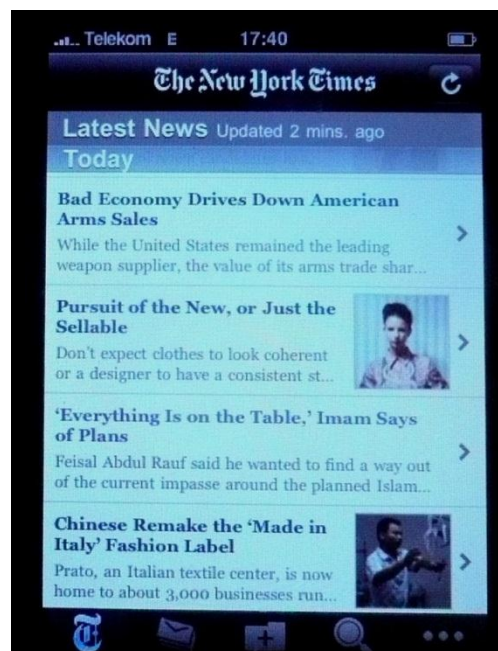 Telekom E 17:40
The New York Times
Latest News Updated 2 mins. ago
Today
Bad Economy Drives Down American
Arms Sales
While the United States remained the leading
weapon supplier, the value of its arms trade shar...
Pursuit of the New, or Just the
Sellable
Don't expect clothes to look coherent
or a designer to have a consistent st...
‘Everything Is on the Table,’ Imam Says
of Plans
Feisal Abdul Rauf said he wanted to find a way out
of the current impasse around the planned Islam...
Chinese Remake the ‘Made in
Italy’ Fashion Label
Prato, an Italian textile center, is now
home to about 3,000 businesses run...
T